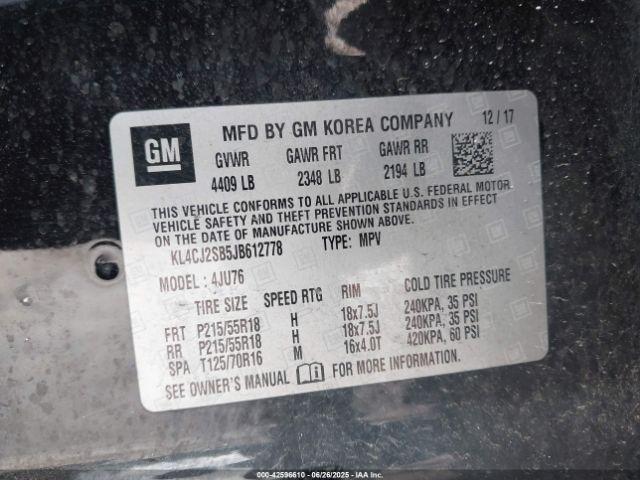 GM
MFD BY GM KOREA COMPANY 12/17
GVWR GAWR FRT GAWR RR
4409 LB 2348 LB 2194 LB
THIS VEHICLE CONFORMS TO ALL APPLICABLE U.S. FEDERAL MOTOR
VEHICLE SAFETY AND THEFT PREVENTION STANDARDS IN EFFECT
ON THE DATE OF MANUFACTURE SHOWN ABOVE.
KL4CJ2SB5JB612778 TYPE: MPV
MODEL: 4JU76
TIRE SIZE SPEED RTG RIM COLD TIRE PRESSURE
FRT P215/55R18 H 18x7.5J 240KPA, 35 PSI
RR P215/55R18 H 18x7.5J 240KPA, 35 PSI
SPA T125/70R16 M 16x4.0T 420KPA, 60 PSI
SEE OWNER'S MANUAL FOR MORE INFORMATION.
000-42596610 - 06/26/2025 - IAAI, Inc.